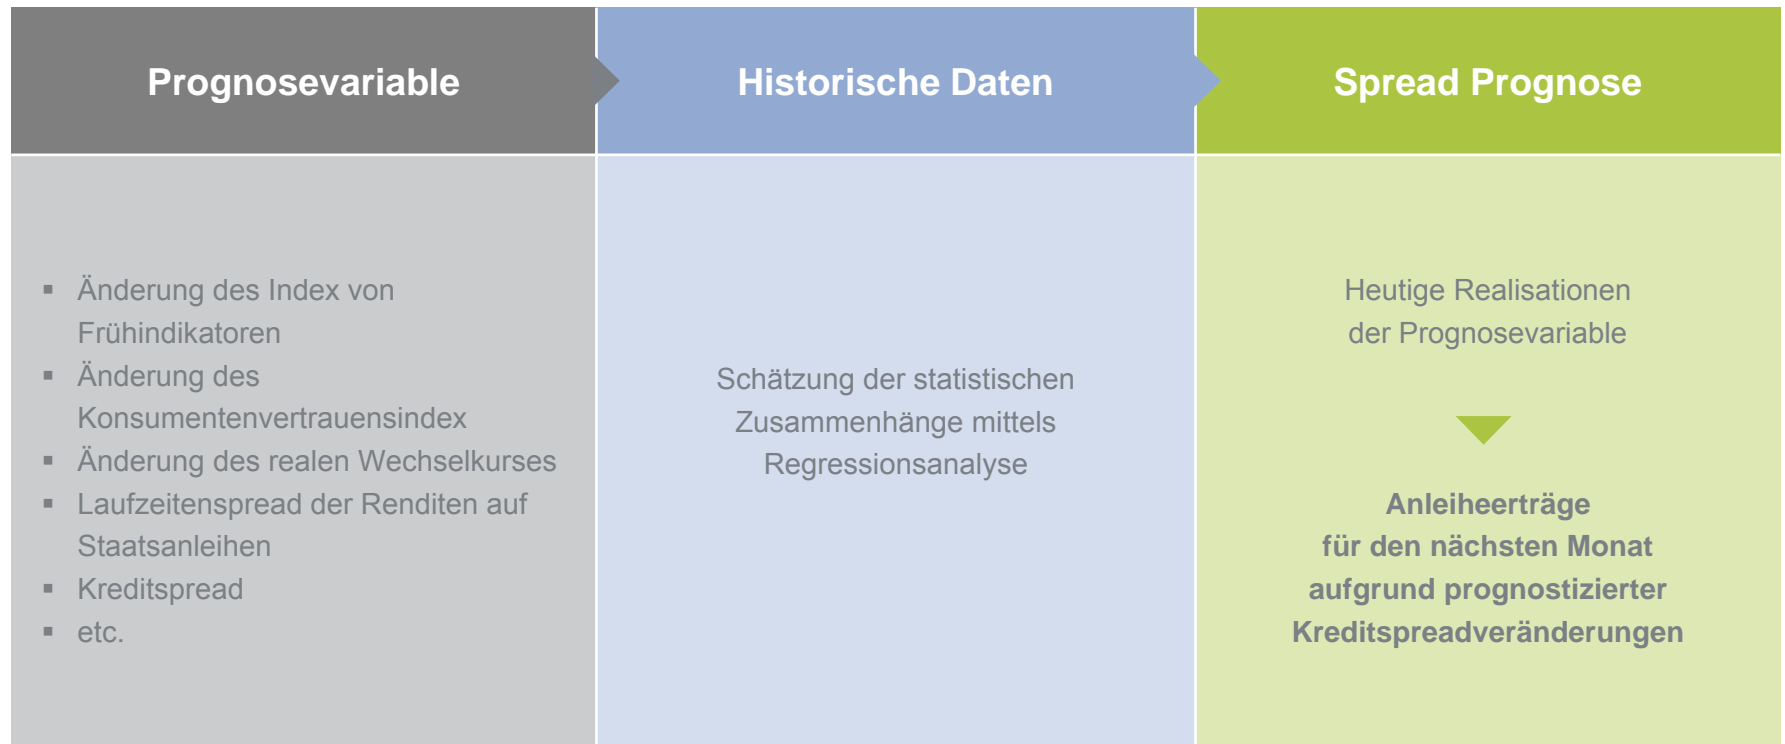 Prognosevariable
Historische Daten
Spread Prognose
▪ Änderung des Index von
Frühindikatoren
▪ Änderung des
Konsumentenvertrauensindex
▪ Änderung des realen Wechselkurses
▪ Laufzeitenspread der Renditen auf
Staatsanleihen
▪ Kreditspread
▪ etc.
Schätzung der statistischen
Zusammenhänge mittels
Regressionsanalyse
Heutige Realisationen
der Prognosevariable
Anleiheerträge
für den nächsten Monat
aufgrund prognostizierter
Kreditspreadveränderungen